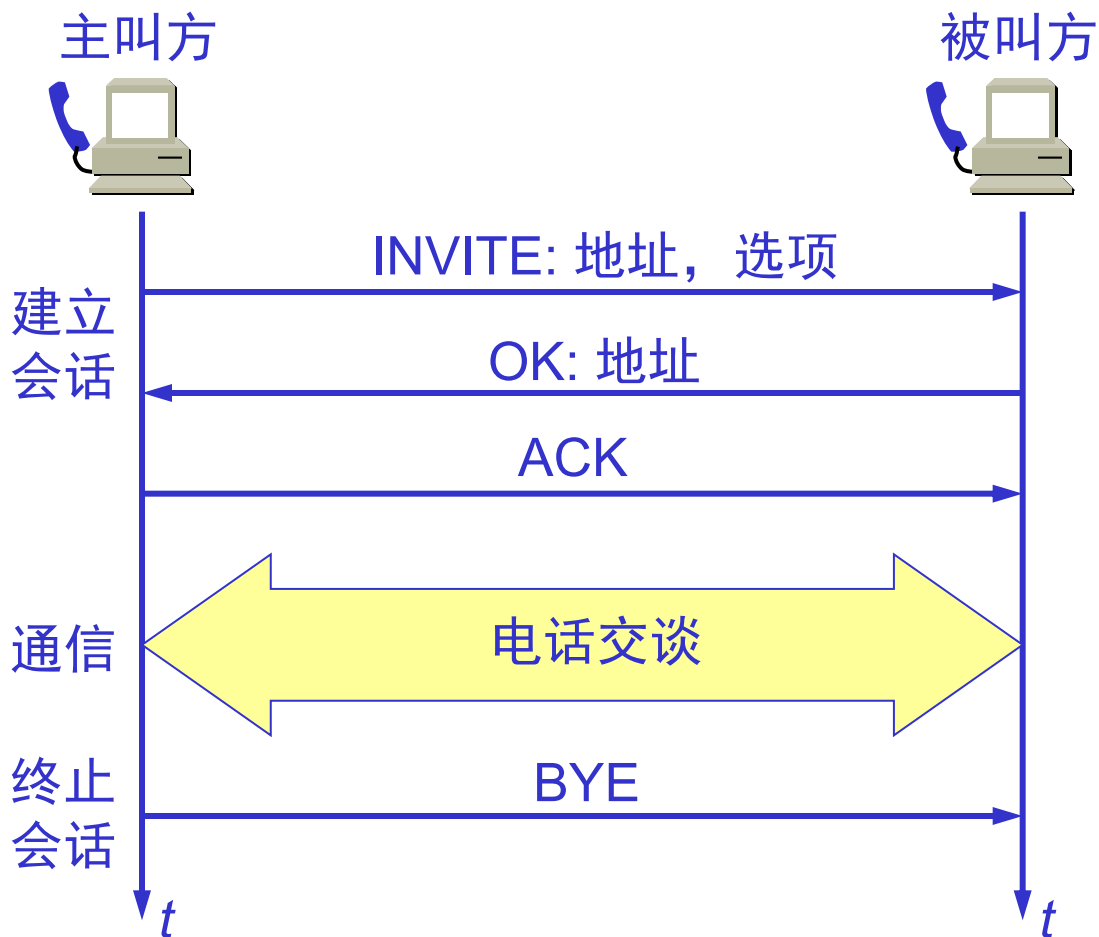 主叫方
被叫方
INVITE: 地址，选项
建立
会话
OK: 地址
ACK
通信
电话交谈
终止
会话
BYE
t
t